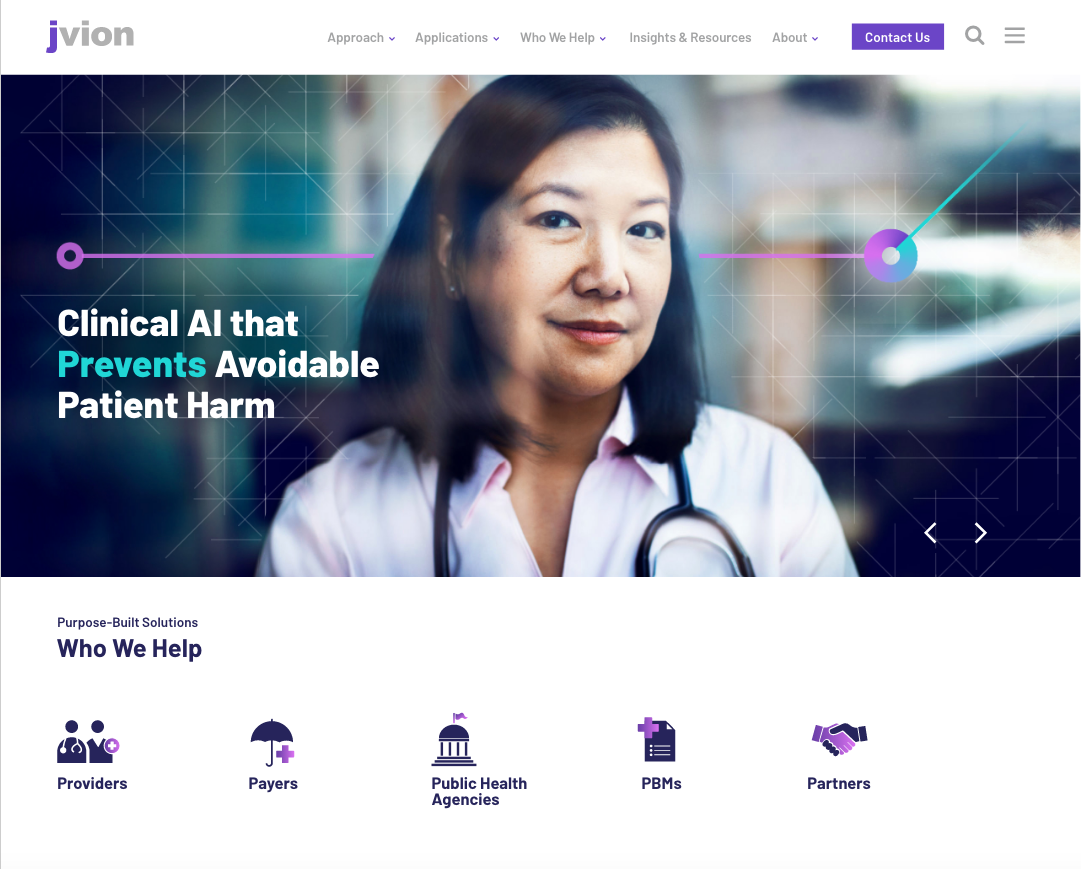 jvion
Approach
Applications
Who We Help
Insights & Resources
About
Contact Us
Clinical AI that
Prevents Avoidable
Patient Harm
Purpose-Built Solutions
Who We Help
Providers
Payers
Public Health
Agencies
PBMs
Partners